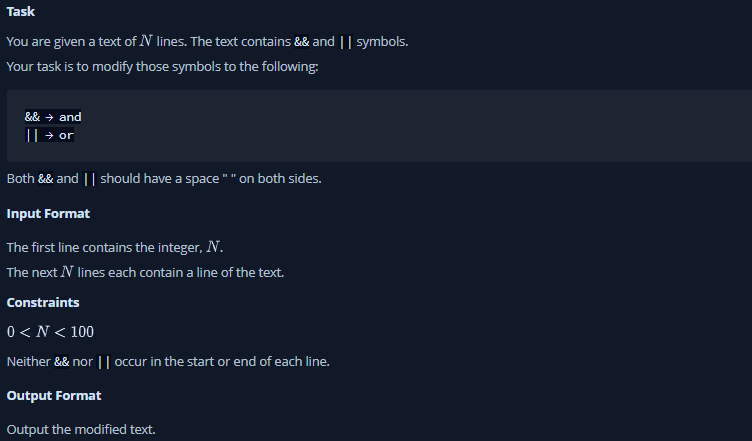 Task
You are given a text of N lines. The text contains && and || symbols.
Your task is to modify those symbols to the following:
&& → and
|| → or
Both && and || should have a space " " on both sides.
Input Format
The first line contains the integer, N.
The next N lines each contain a line of the text.
Constraints
0 < N < 100
Neither && nor || occur in the start or end of each line.
Output Format
Output the modified text.